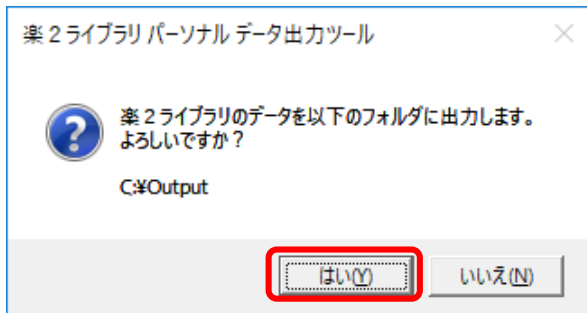 楽２ライブラリ パーソナル データ出力ツール
楽２ライブラリのデータを以下のフォルダに出力します。
よろしいですか？
C:¥Output
はい(Y) いいえ(N)